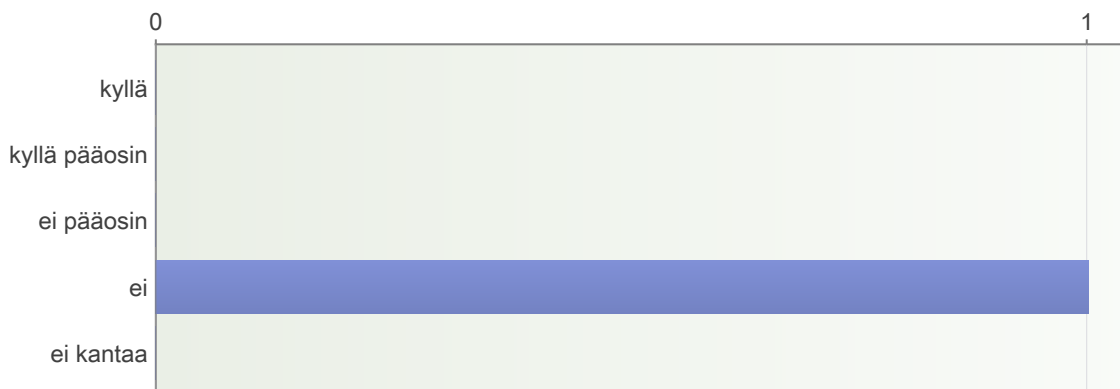 0 1
kyllä
kyllä pääosin
ei pääosin
ei
ei kantaa